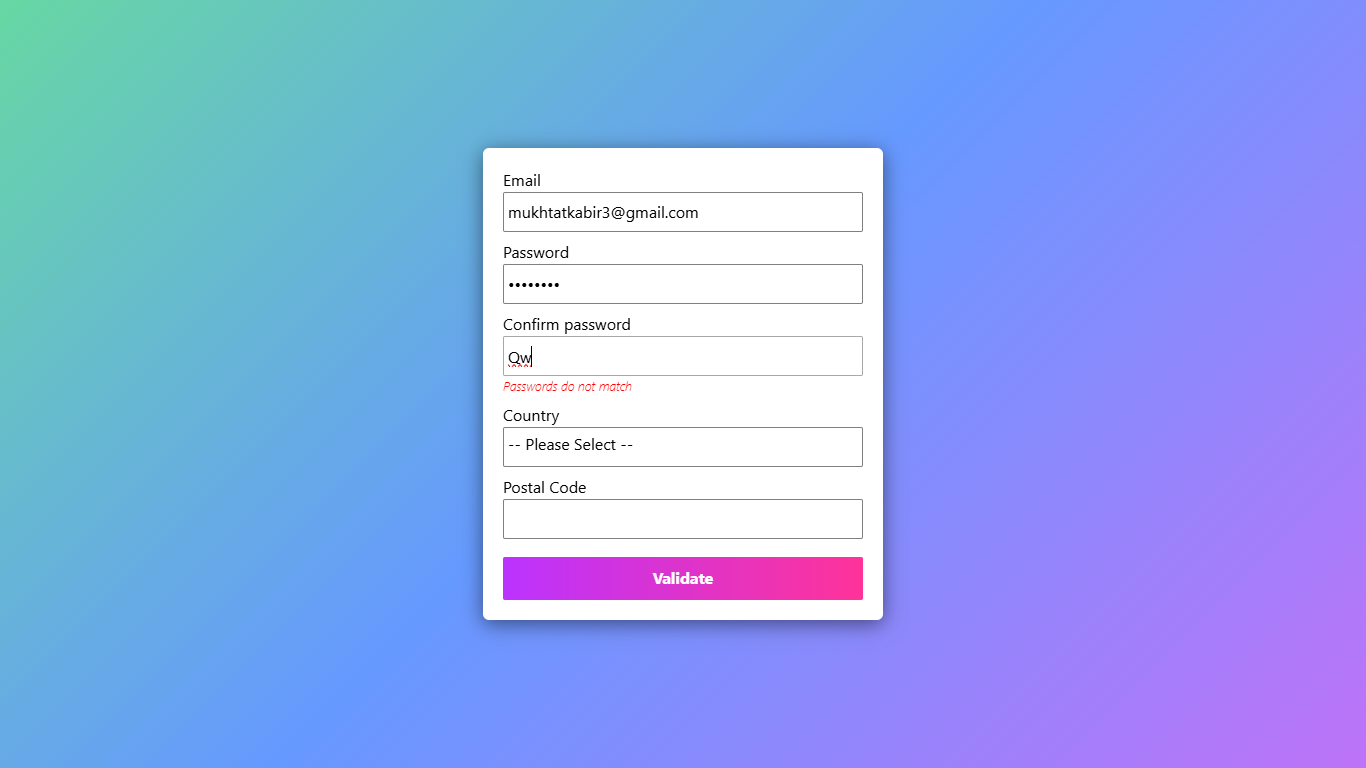 Email
mukhtatkabir3@gmail.com
Password
••••••••
Confirm password
Qw
Passwords do not match
Country
-- Please Select --
Postal Code
Validate